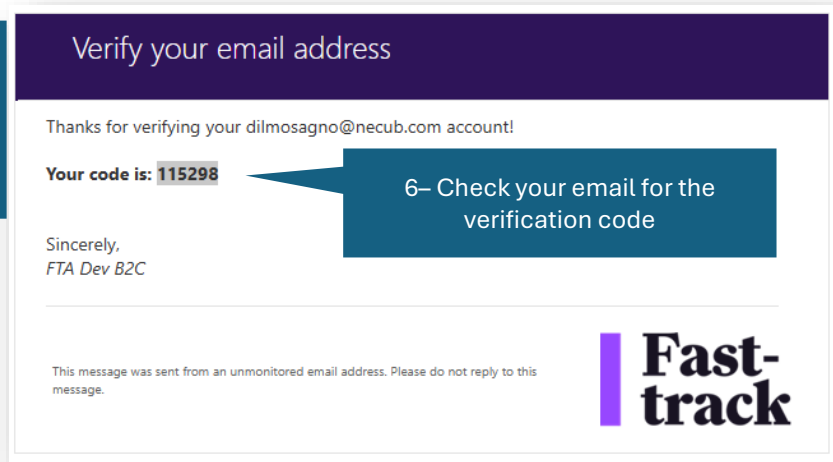 Verify your email address
Thanks for verifying your dilmosagno@necub.com account!
Your code is: 115298
6– Check your email for the
verification code
Sincerely,
FTA Dev B2C
This message was sent from an unmonitored email address. Please do not reply to this
message.
Fast-
track